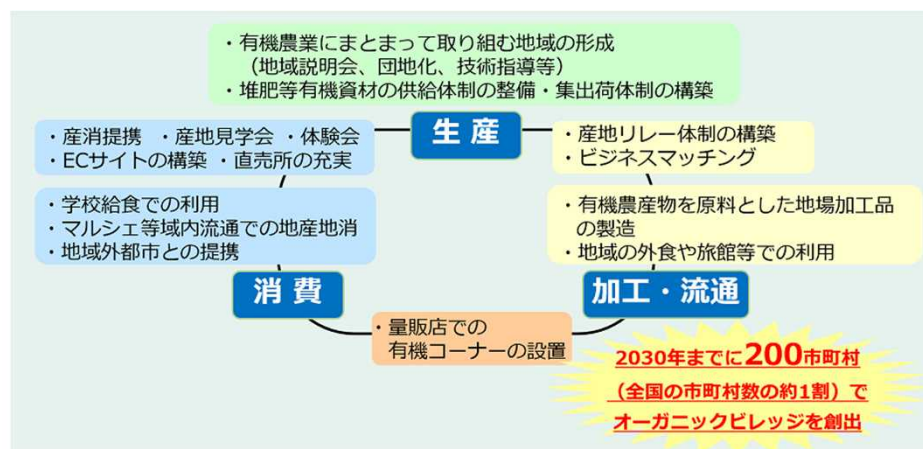 ・有機農業にまとまって取り組む地域の形成
（地域説明会、団地化、技術指導等）
・堆肥等有機資材の供給体制の整備・集出荷体制の構築
生 産
・産消提携 ・産地見学会 ・体験会
・ECサイトの構築 ・直売所の充実
・産地リレー体制の構築
・ビジネスマッチング
・学校給食での利用
・マルシェ等域内流通での地産地消
・地域外都市との提携
・有機農産物を原料とした地場加工品
の製造
・地域の外食や旅館等での利用
消 費
加工・流通
・量販店での
有機コーナーの設置
2030年までに200市町村
（全国の市町村数の約1割）で
オーガニックビレッジを創出